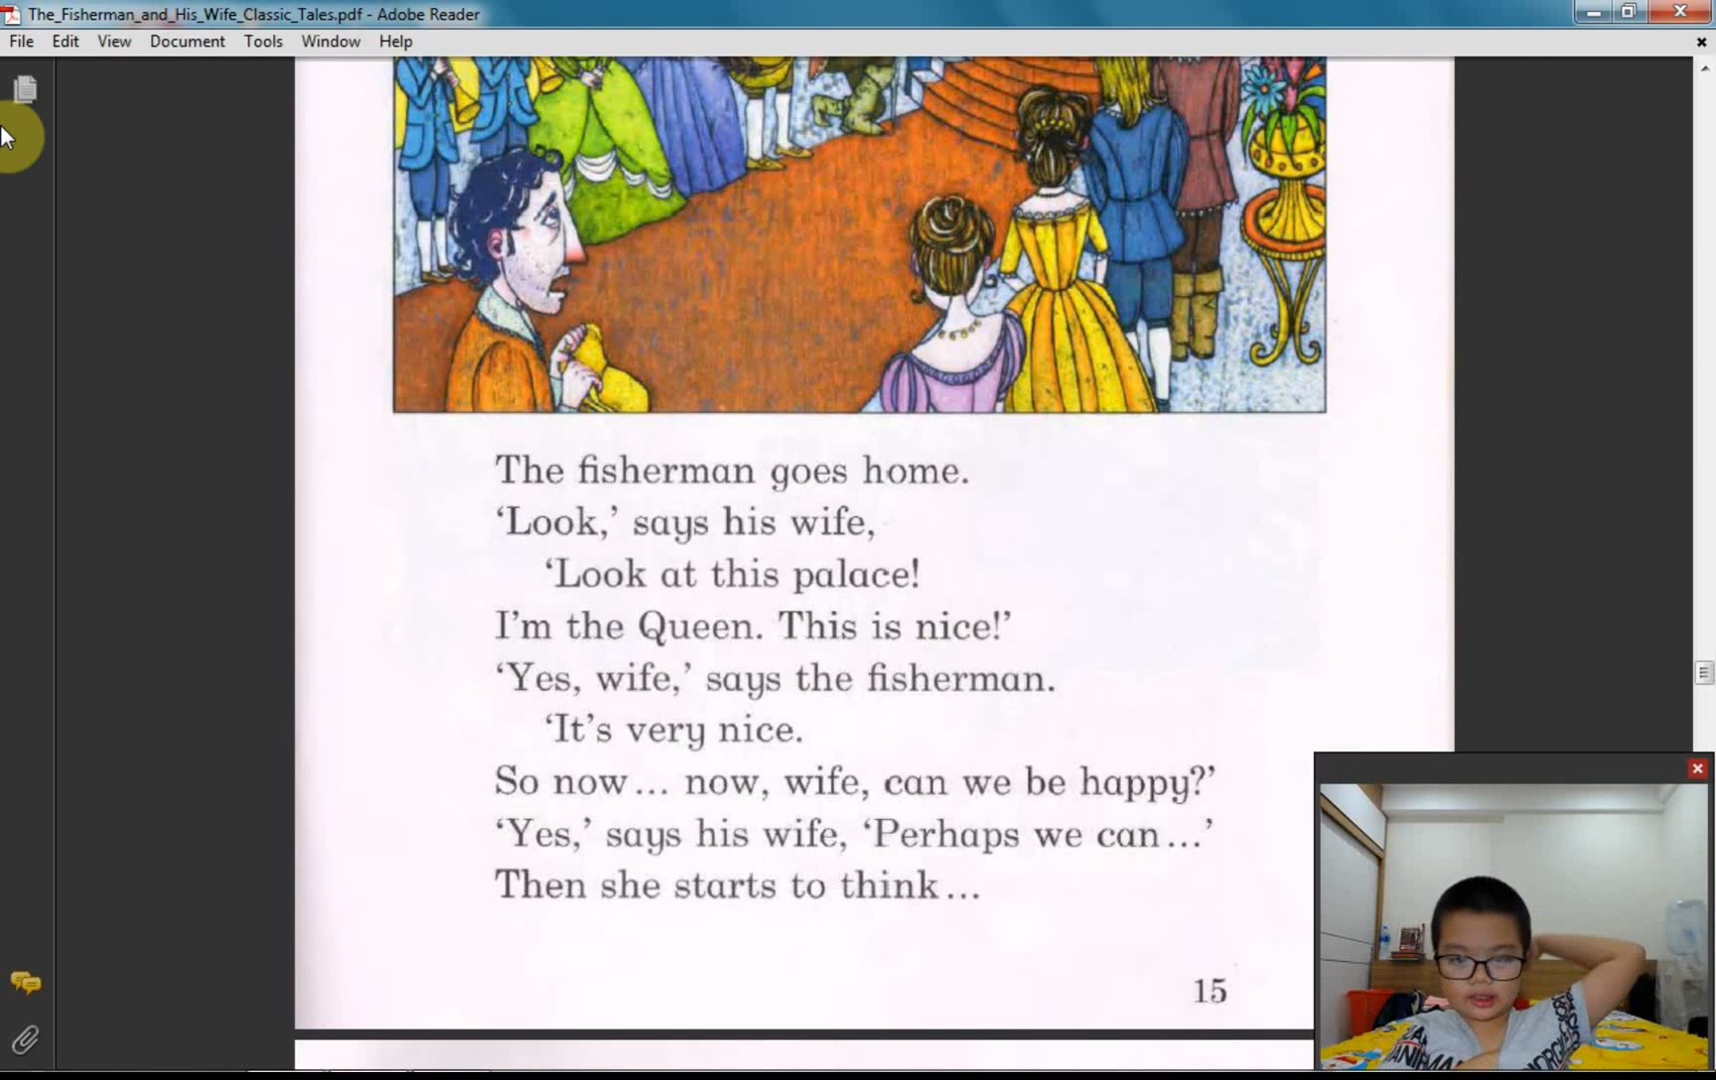 The_Fisherman_and_His_Wife_Classic_Tales.pdf - Adobe Reader
File Edit View Document Tools Window Help
The fisherman goes home.
‘Look,’ says his wife,
‘Look at this palace!
I’m the Queen. This is nice!’
‘Yes, wife,’ says the fisherman.
‘It’s very nice.
So now... now, wife, can we be happy?’
‘Yes,’ says his wife, ‘Perhaps we can...’
Then she starts to think...
15